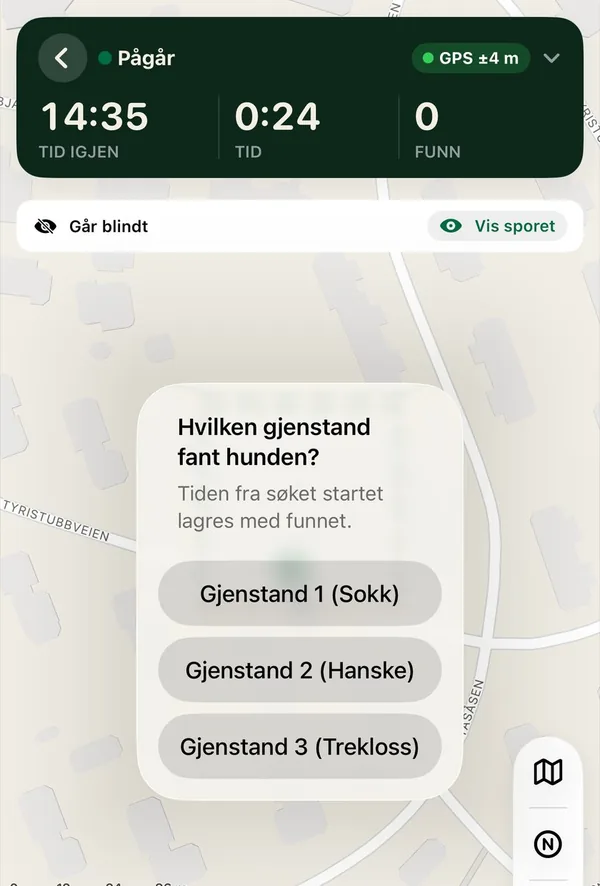 Pågår
GPS ±4 m
14:35
0:24
0
TID IGJEN
TID
FUNN
Går blindt
Vis sporet
Hvilken gjenstand
fant hunden?
Tiden fra søket startet
lagres med funnet.
TYRISTUBBVEIEN
Gjenstand 1 (Sokk)
Gjenstand 2 (Hanske)
Gjenstand 3 (Trekloss)
N